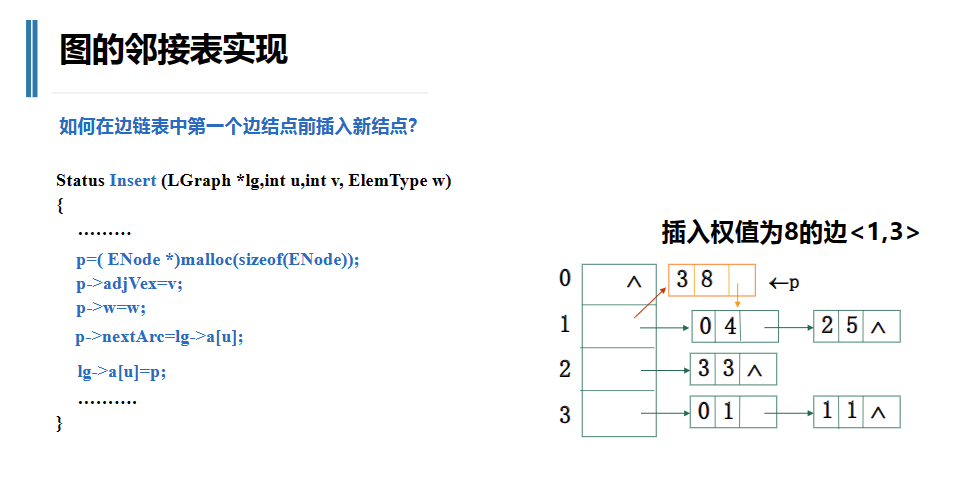 图的邻接表实现
如何在边链表中第一个边结点前插入新结点?
Status Insert (LGraph *lg,int u,int v, ElemType w)
{
………
p=( ENode *)malloc(sizeof(ENode));
p->adjVex=v;
p->w=w;
p->nextArc=lg->a[u];
lg->a[u]=p;
……….
}
插入权值为8的边<1,3>
0 ∧ 3 8 ←p
1 0 4 2 5 ∧
2 3 3 ∧
3 0 1 1 1 ∧